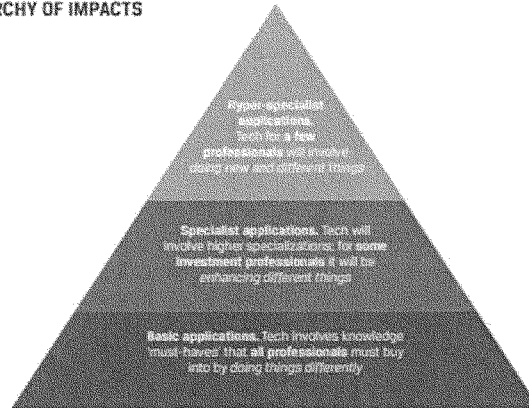 RCHY OF IMPACTS
Hyper-specialist
applications.
Tech for a few
professionals will involve
doing new and different things
Specialist applications. Tech will
involve higher specializations; for some
investment professionals it will be
enhancing different things
Basic applications. Tech involves knowledge
'must-haves' that all professionals must buy
into by doing things differently